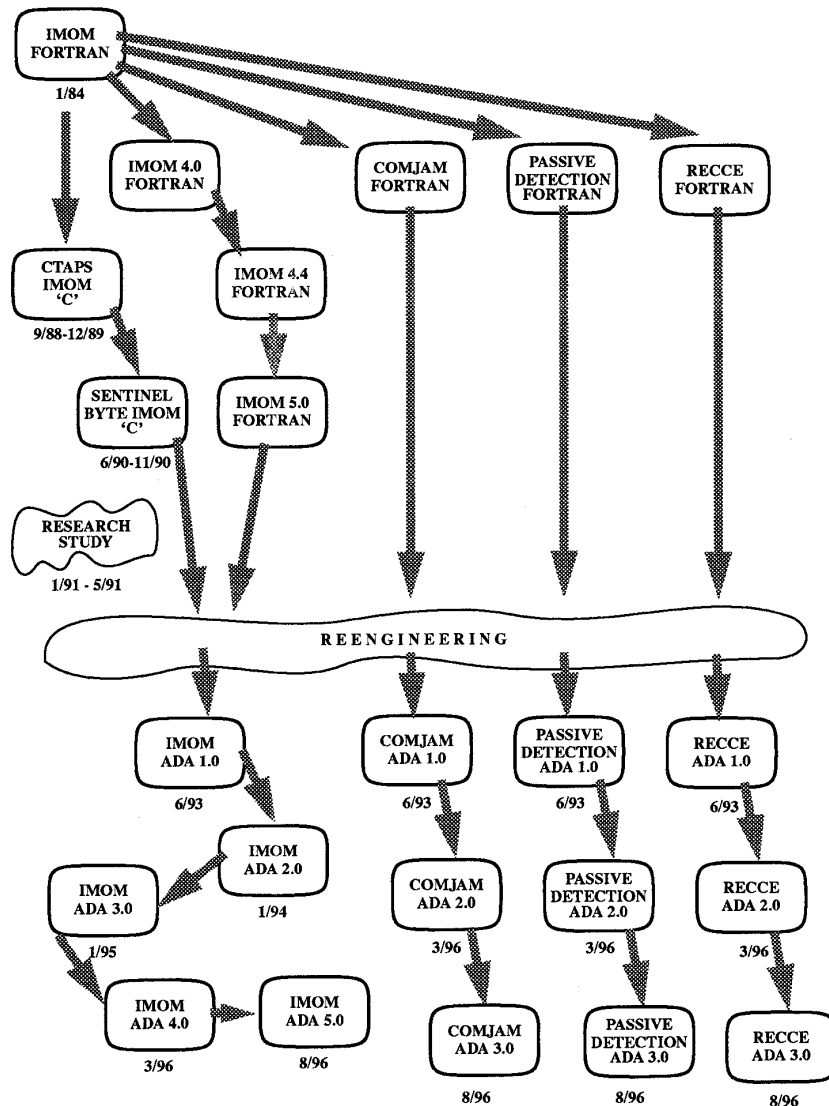 IMOM
FORTRAN
1/84
IMOM 4.0
FORTRAN
COMJAM
FORTRAN
PASSIVE
DETECTION
FORTRAN
RECCE
FORTRAN
CTAPS
IMOM
‘C’
9/88-12/89
IMOM 4.4
FORTRAN
SENTINEL
BYTE IMOM
‘C’
6/90-11/90
IMOM 5.0
FORTRAN
RESEARCH
STUDY
1/91 - 5/91
REENGINEERING
IMOM
ADA 1.0
6/93
COMJAM
ADA 1.0
6/93
PASSIVE
DETECTION
ADA 1.0
6/93
RECCE
ADA 1.0
6/93
IMOM
ADA 2.0
1/94
IMOM
ADA 3.0
1/95
COMJAM
ADA 2.0
3/96
PASSIVE
DETECTION
ADA 2.0
3/96
RECCE
ADA 2.0
3/96
IMOM
ADA 4.0
3/96
IMOM
ADA 5.0
8/96
COMJAM
ADA 3.0
8/96
PASSIVE
DETECTION
ADA 3.0
8/96
RECCE
ADA 3.0
8/96